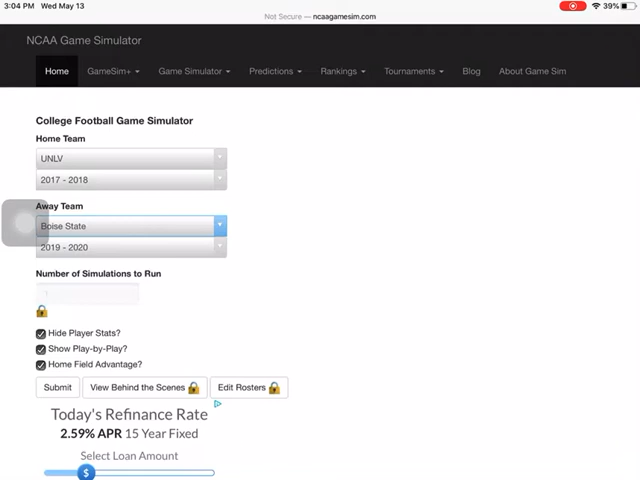 3:04 PM Wed May 13
39%
Not Secure — ncaagamesim.com
NCAA Game Simulator
Home GameSim+ Game Simulator Predictions Rankings Tournaments Blog About Game Sim
College Football Game Simulator
Home Team
UNLV
2017 - 2018
Away Team
Boise State
2019 - 2020
Number of Simulations to Run
Hide Player Stats?
Show Play-by-Play?
Home Field Advantage?
Submit View Behind the Scenes Edit Rosters
Today's Refinance Rate
2.59% APR 15 Year Fixed
Select Loan Amount
$